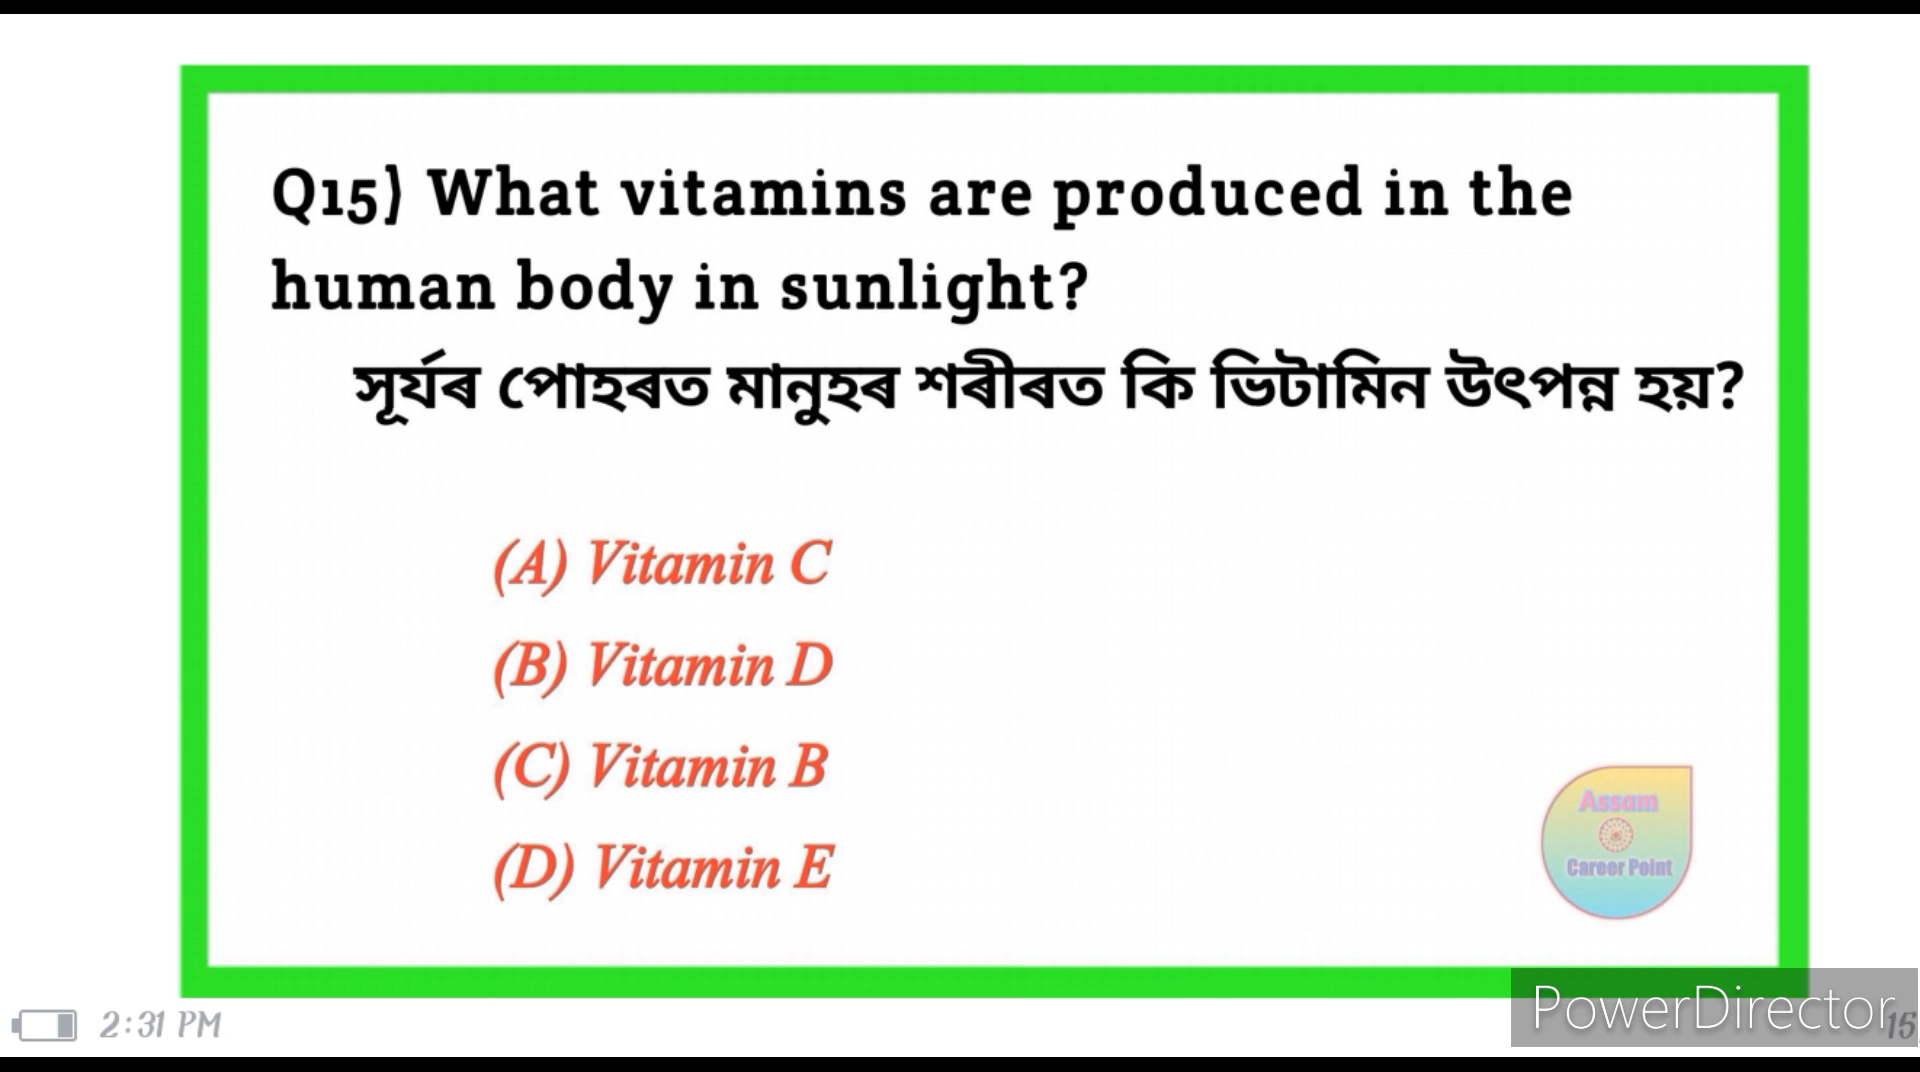 Q15) What vitamins are produced in the
human body in sunlight?
সূৰ্যৰ পোহৰত মানুহৰ শৰীৰত কি ভিটামিন উৎপন্ন হয়?
(A) Vitamin C
(B) Vitamin D
(C) Vitamin B
(D) Vitamin E
Assam
Career Point
2:31 PM
PowerDirector
15